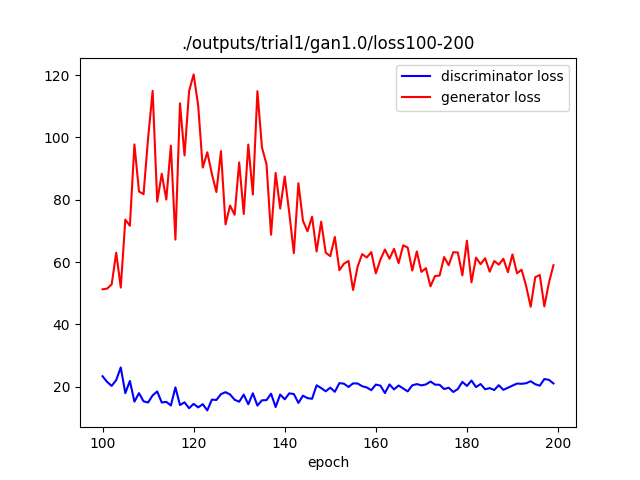 ./outputs/trial1/gan1.0/loss100-200
discriminator loss
generator loss
120
100
80
60
40
20
100 120 140 160 180 200
epoch